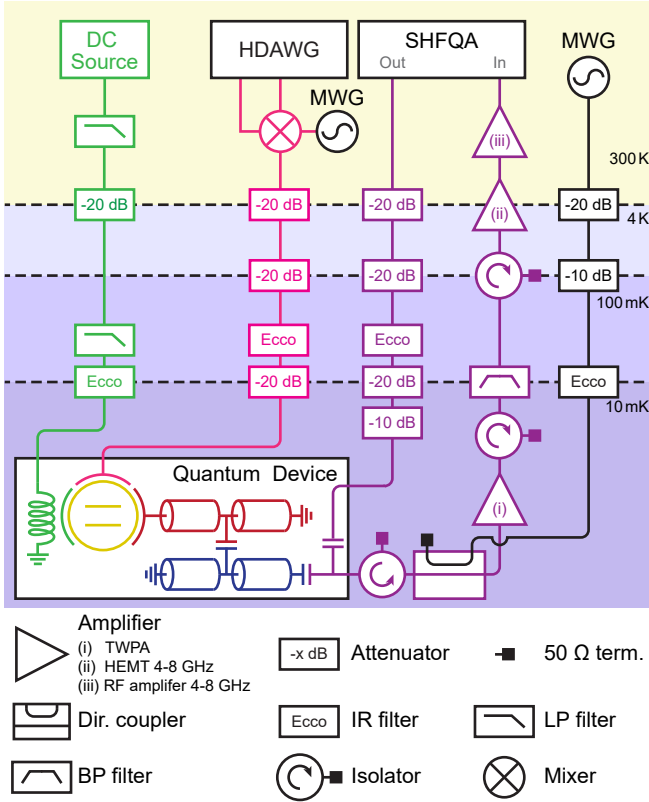 DC
Source
HDAWG
SHFQA
Out
In
MWG
MWG
(iii)
300 K
-20 dB
-20 dB
-20 dB
(ii)
-20 dB
4 K
-20 dB
-20 dB
-10 dB
100 mK
Ecco
Ecco
Ecco
-20 dB
-20 dB
Ecco
10 mK
-10 dB
Quantum Device
(i)
Amplifier
(i) TWPA
(ii) HEMT 4-8 GHz
(iii) RF amplifer 4-8 GHz
-x dB
Attenuator
50 Ω term.
Dir. coupler
Ecco
IR filter
LP filter
BP filter
Isolator
Mixer